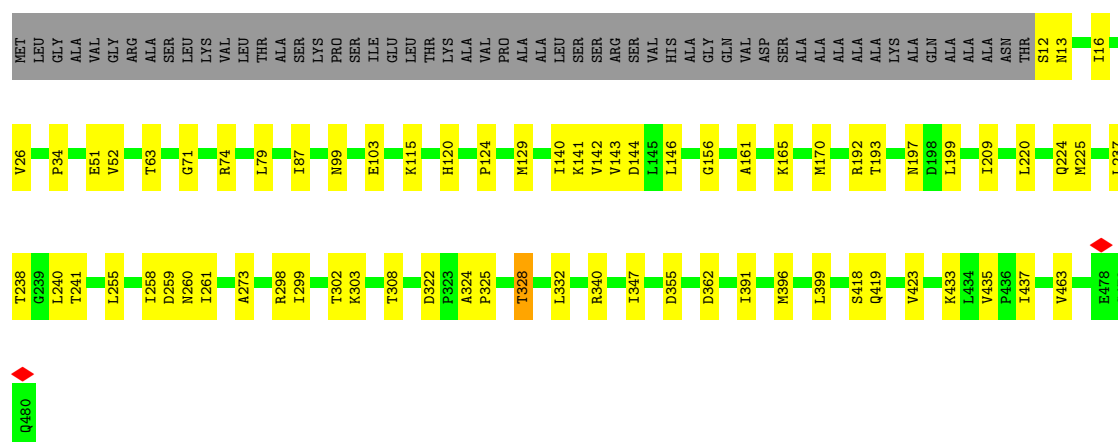 MET LEU GLY ALA VAL GLY ARG ALA SER LEU LYS VAL LEU THR ALA SER LYS PRO SER ILE GLU LEU THR LYS ALA VAL PRO ALA ALA LEU SER SER ARG SER VAL HIS ALA GLY GLN VAL ASP SER ALA ALA ALA ALA ALA LYS ALA GLN ALA ALA ALA ASN THR S12 N13 I16
V26 P34 E51 V52 T63 G71 R74 L79 I87 N99 E103 K115 H120 P124 M129 I140 K141 V142 V143 D144 L145 L146 G156 A161 K165 M170 R192 T193 N197 D198 L199 I209 L220 Q224 M225 L237
T238 G239 L240 T241 L255 I258 D259 N260 I261 A273 R298 I299 T302 K303 T308 D322 P323 A324 P325 T328 L332 R340 I347 D355 D362 I391 M396 L399 S418 Q419 V423 K433 L434 V435 P436 I437 V463 E478
Q480